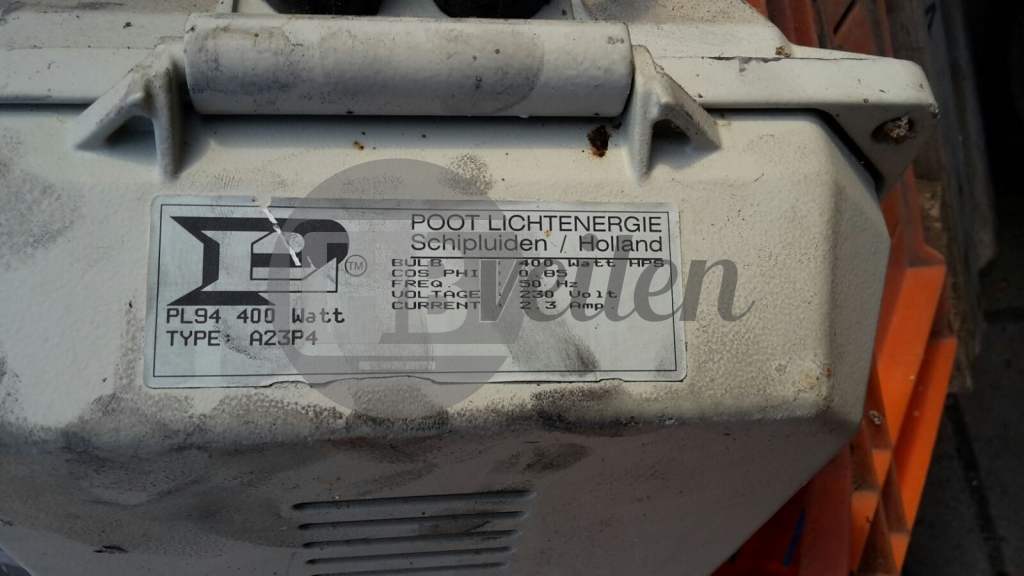 POOT LICHTENERGIE
Schipluiden / Holland
BULB : 400 Watt HPS
COS PHI : 0.85
FREQ. : 50 Hz
VOLTAGE : 230 Volt
CURRENT : 2.3 Amp.
TM
PL94 400 Watt
TYPE: A23P4